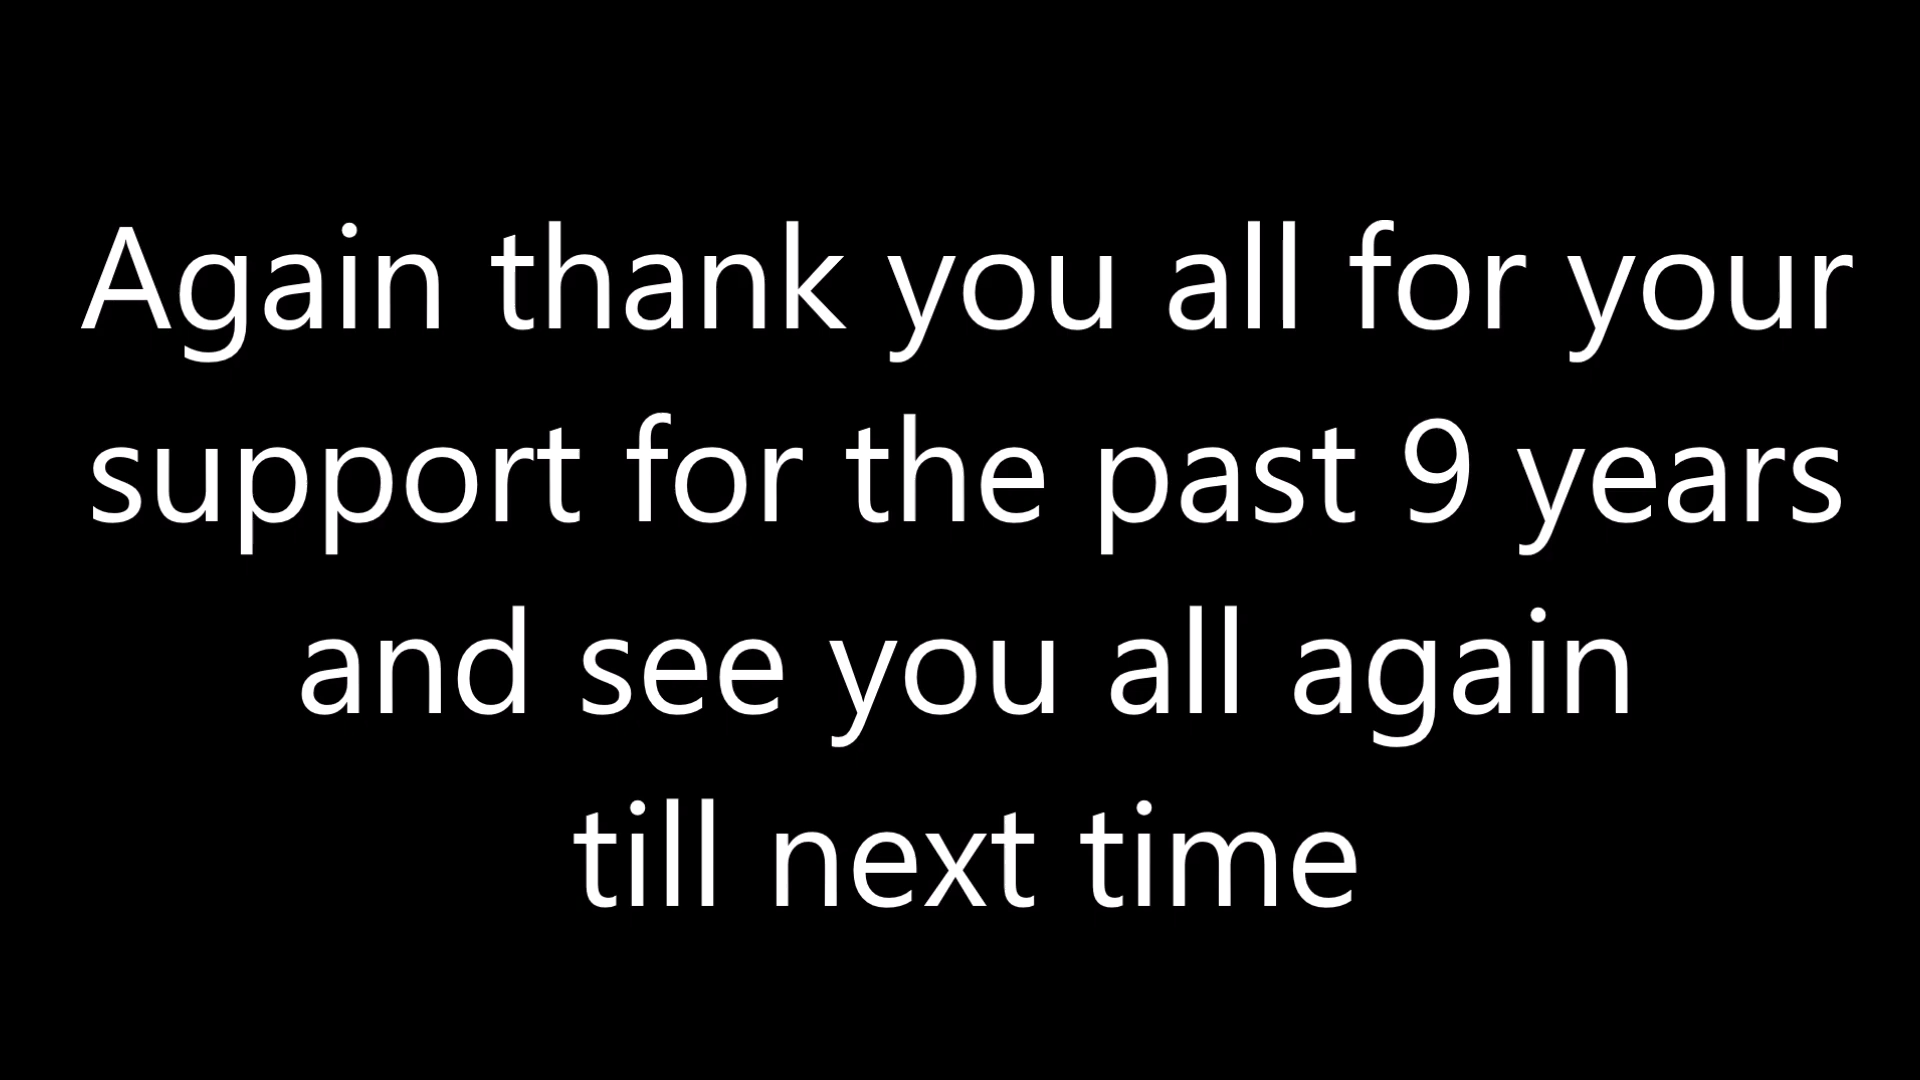 Again thank you all for your
support for the past 9 years
and see you all again
till next time